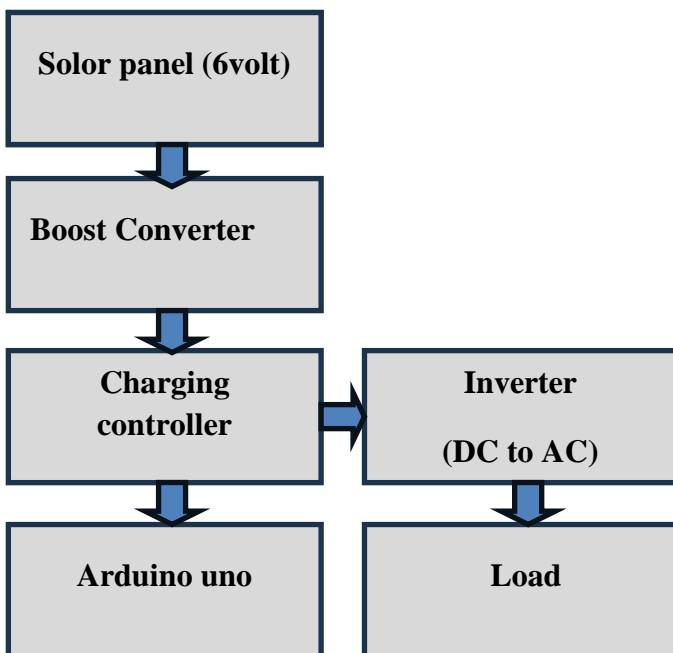 Solor panel (6volt)
Boost Converter
Charging
controller
Inverter
(DC to AC)
Arduino uno
Load